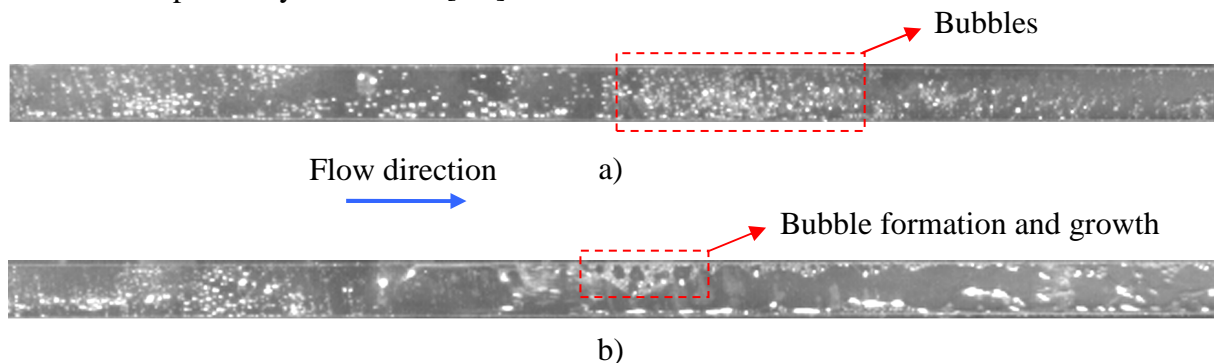 Bubbles
Flow direction
a)
Bubble formation and growth
b)